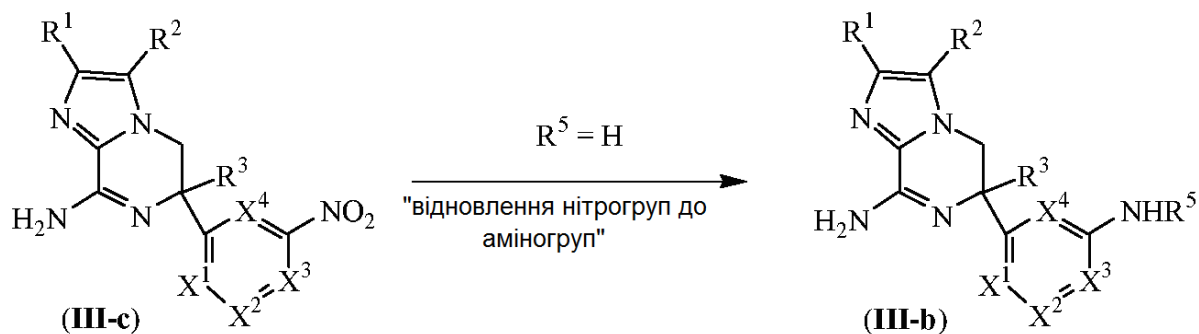 R¹ R² R¹ R²
N N N N
R⁵ = H
R³ R³
H₂N N X⁴ NO₂ "відновлення нітрогруп до H₂N N X⁴ NHR⁵
аміногруп"
X¹ X² X³ X¹ X² X³
(III-c) (III-b)